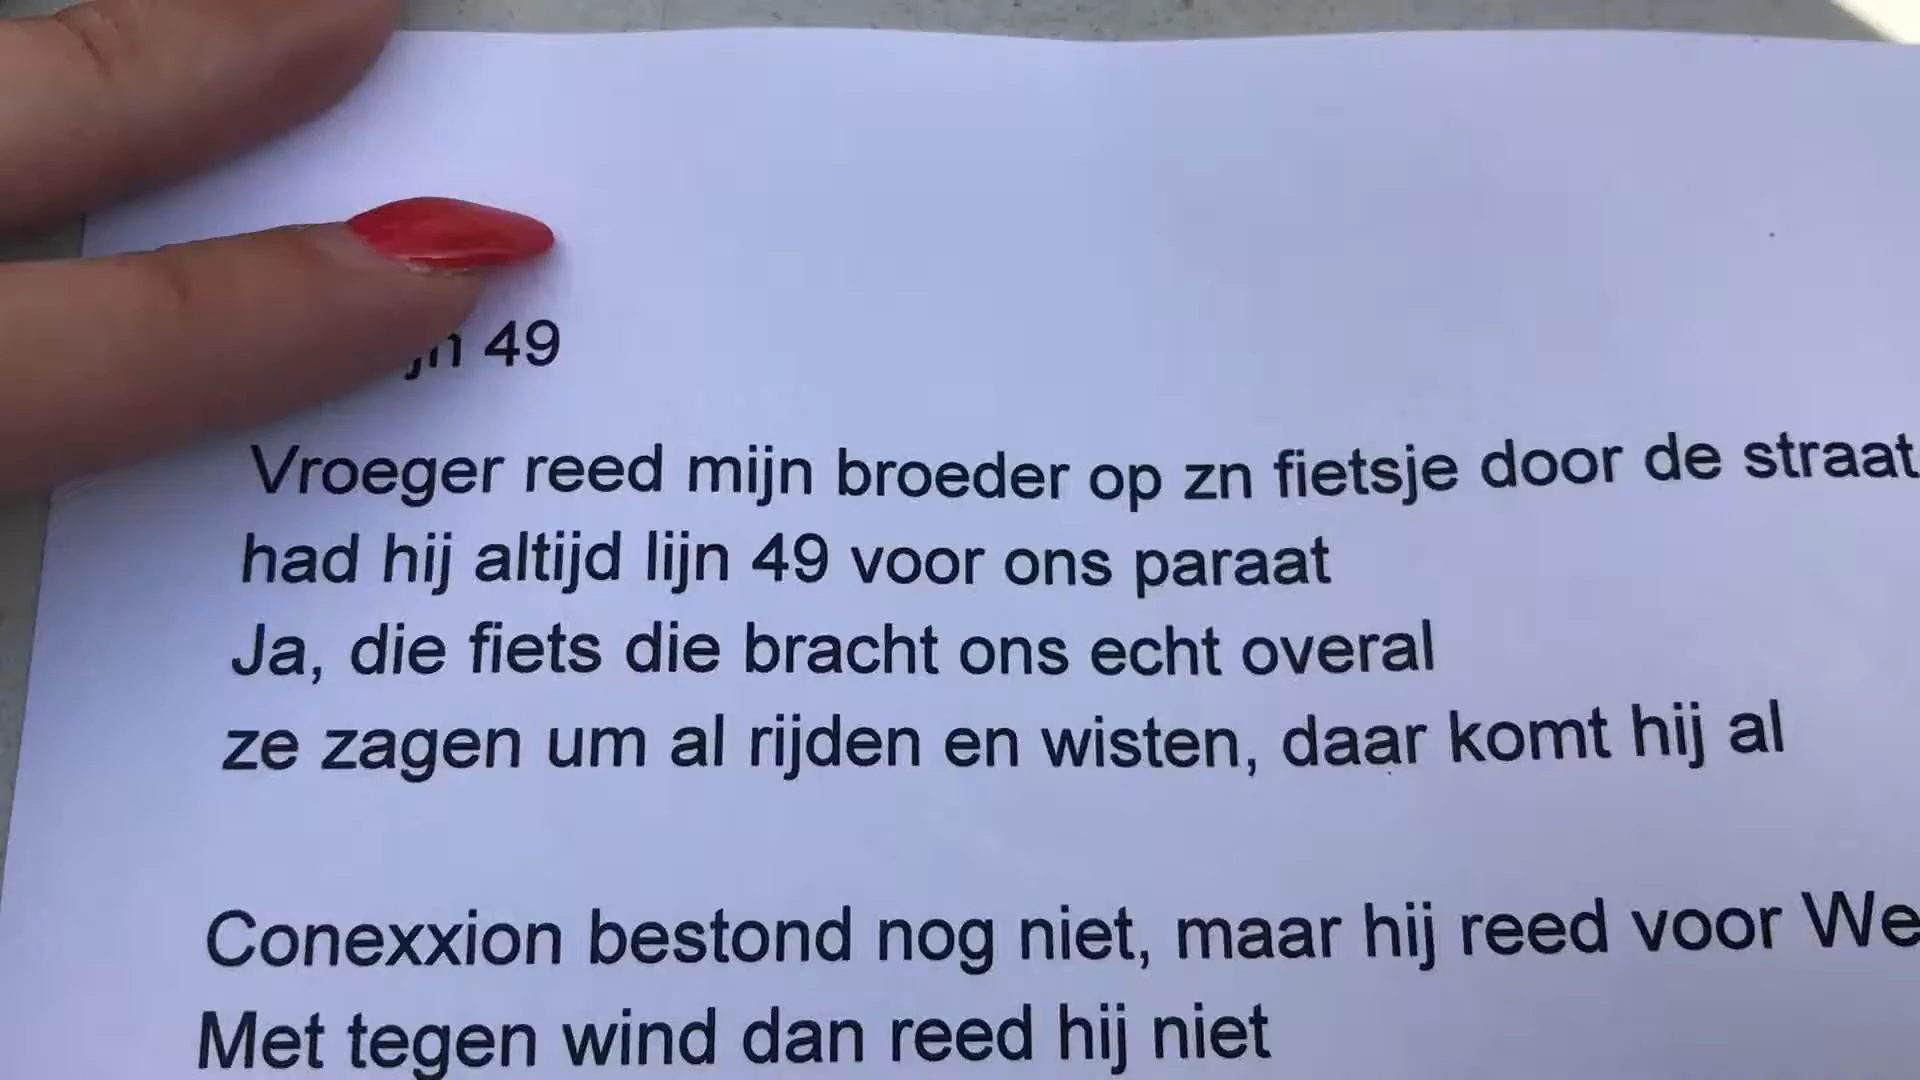 49
Vroeger reed mijn broeder op zn fietsje door de straat
had hij altijd lijn 49 voor ons paraat
Ja, die fiets die bracht ons echt overal
ze zagen um al rijden en wisten, daar komt hij al
Conexxion bestond nog niet, maar hij reed voor
Met tegen wind dan reed hij niet